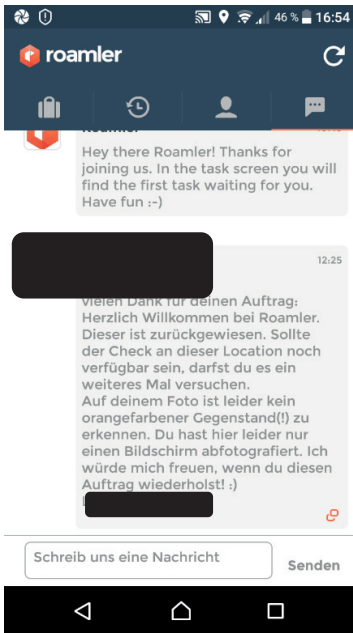 46 % 16:54
roamler
Hey there Roamler! Thanks for
joining us. In the task screen you will
find the first task waiting for you.
Have fun :-)
12:25
vielen Dank für deinen Auftrag:
Herzlich Willkommen bei Roamler.
Dieser ist zurückgewiesen. Sollte
der Check an dieser Location noch
verfügbar sein, darfst du es ein
weiteres Mal versuchen.
Auf deinem Foto ist leider kein
orangefarbener Gegenstand(!) zu
erkennen. Du hast hier leider nur
einen Bildschirm abfotografiert. Ich
würde mich freuen, wenn du diesen
Auftrag wiederholst! :)
Schreib uns eine Nachricht
Senden